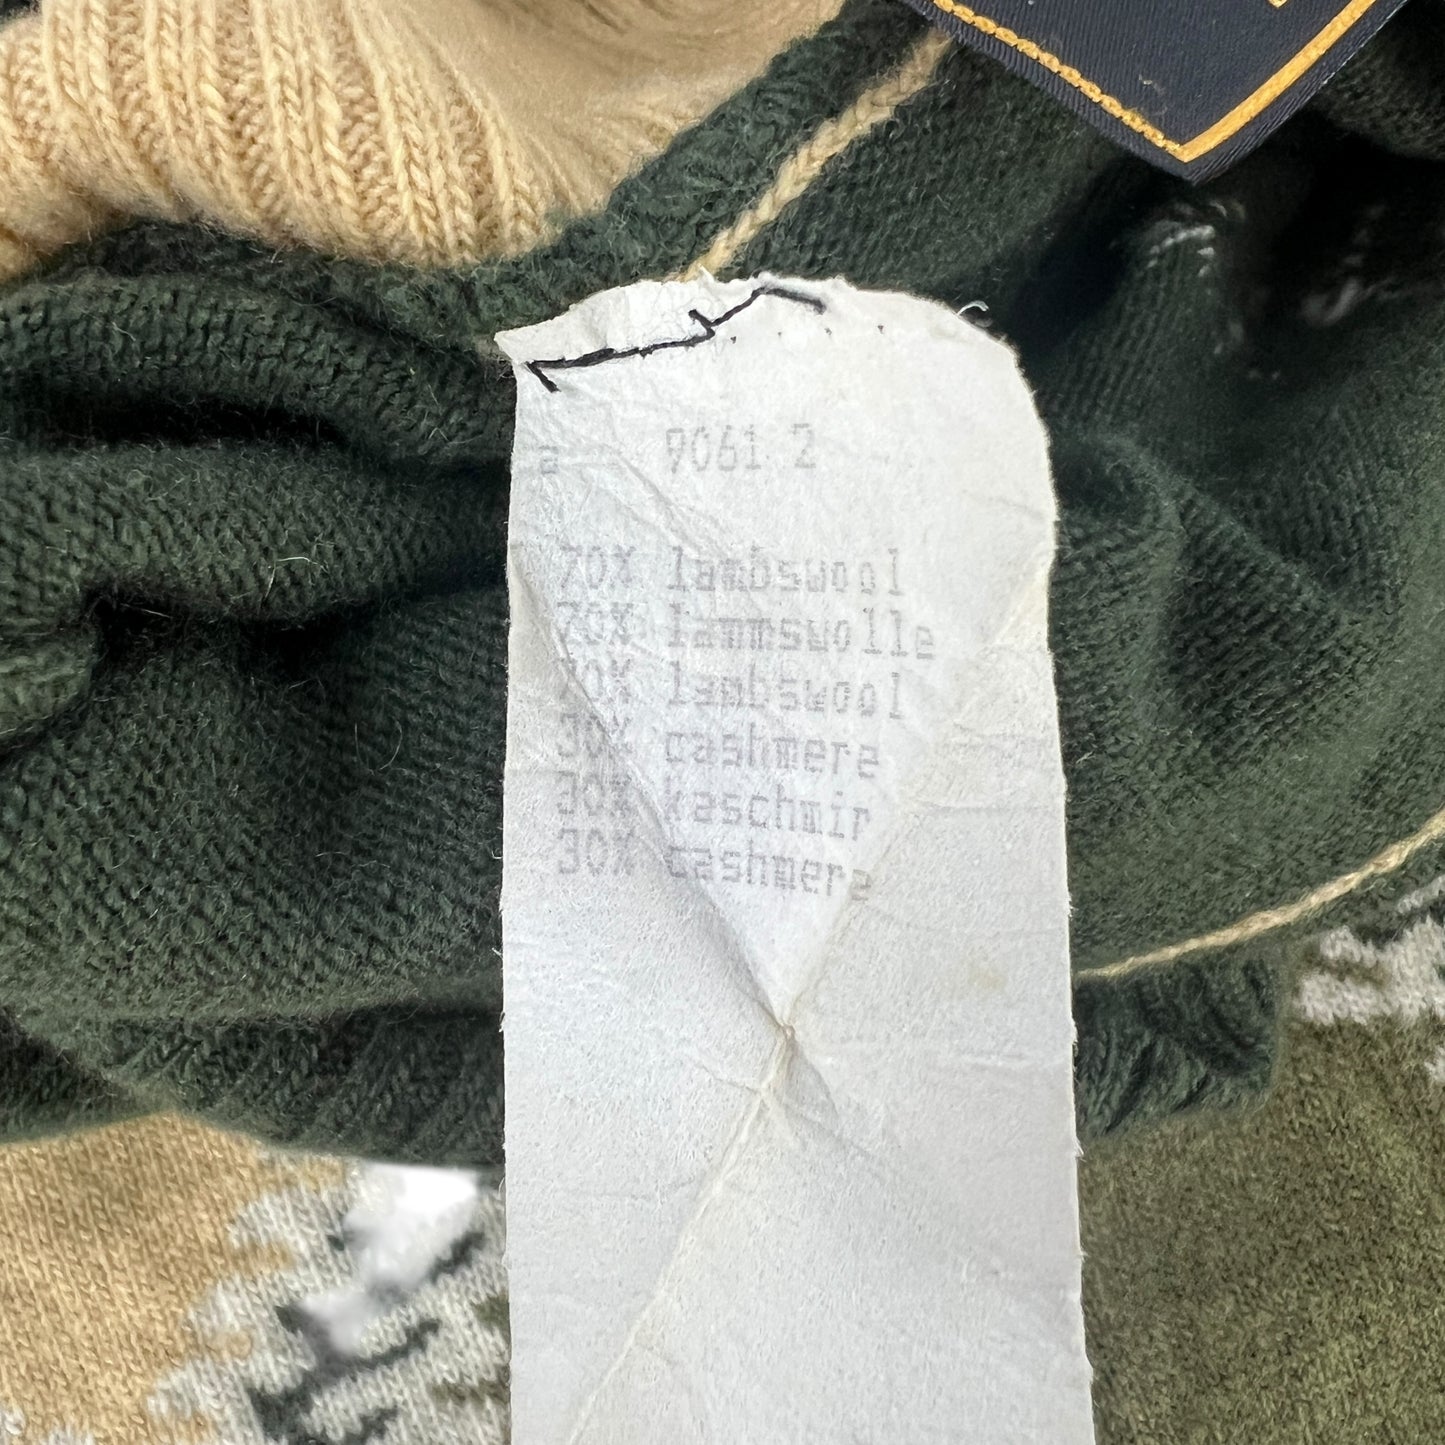 9061 2
70% lambswool
70% lammswolle
70% lambswool
30% cashmere
30% kaschmir
30% cashmere